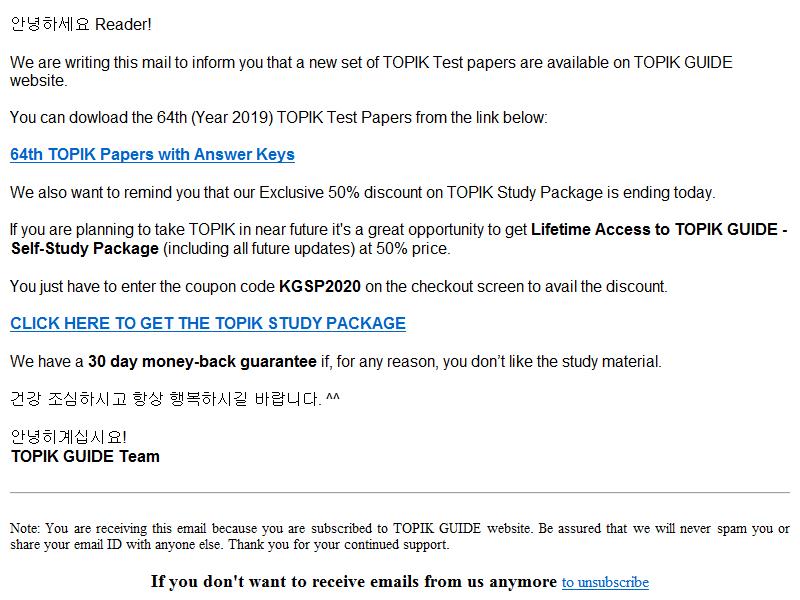 안녕하세요 Reader!
We are writing this mail to inform you that a new set of TOPIK Test papers are available on TOPIK GUIDE
website.
You can dowload the 64th (Year 2019) TOPIK Test Papers from the link below:
64th TOPIK Papers with Answer Keys
We also want to remind you that our Exclusive 50% discount on TOPIK Study Package is ending today.
If you are planning to take TOPIK in near future it's a great opportunity to get Lifetime Access to TOPIK GUIDE -
Self-Study Package (including all future updates) at 50% price.
You just have to enter the coupon code KGSP2020 on the checkout screen to avail the discount.
CLICK HERE TO GET THE TOPIK STUDY PACKAGE
We have a 30 day money-back guarantee if, for any reason, you don’t like the study material.
건강 조심하시고 항상 행복하시길 바랍니다. ^^
안녕히계십시요!
TOPIK GUIDE Team
Note: You are receiving this email because you are subscribed to TOPIK GUIDE website. Be assured that we will never spam you or
share your email ID with anyone else. Thank you for your continued support.
If you don't want to receive emails from us anymore to unsubscribe